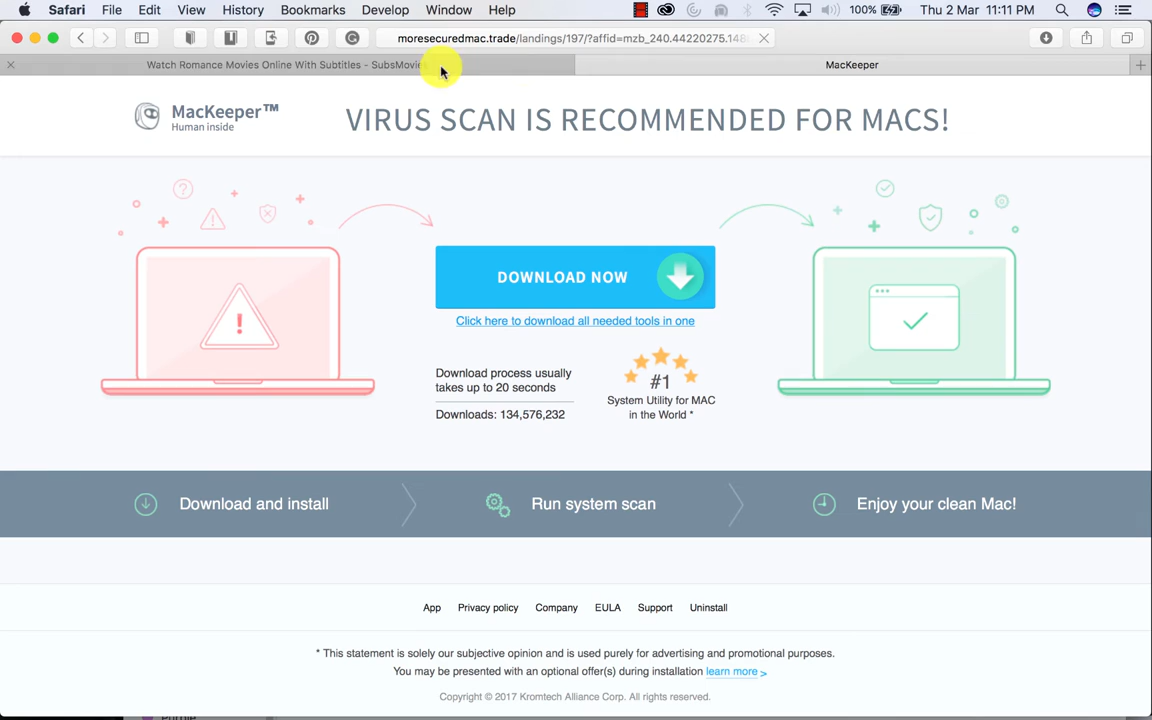 Safari File Edit View History Bookmarks Develop Window Help 100% Thu 2 Mar 11:11 PM
moresecuredmac.trade/landings/197/?affid=mzb_240.44220275.148
Watch Romance Movies Online With Subtitles - SubsMovies MacKeeper
MacKeeper™
Human inside
VIRUS SCAN IS RECOMMENDED FOR MACS!
DOWNLOAD NOW
Click here to download all needed tools in one
Download process usually
takes up to 20 seconds
Downloads: 134,576,232
#1
System Utility for MAC
in the World *
Download and install
Run system scan
Enjoy your clean Mac!
App Privacy policy Company EULA Support Uninstall
* This statement is solely our subjective opinion and is used purely for advertising and promotional purposes.
You may be presented with an optional offer(s) during installation learn more >
Copyright © 2017 Kromtech Alliance Corp. All rights reserved.